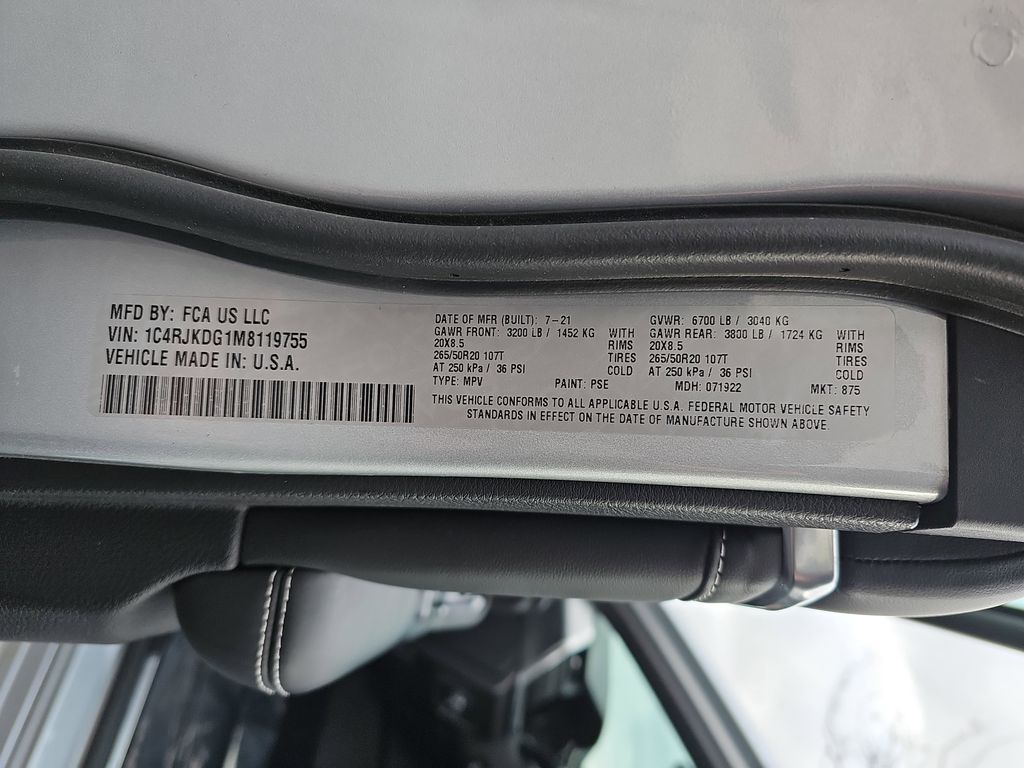 MFD BY: FCA US LLC
VIN: 1C4RJKDG1M8119755
VEHICLE MADE IN: U.S.A.
DATE OF MFR (BUILT): 7-21
GAWR FRONT: 3200 LB / 1452 KG WITH
20X8.5 RIMS
265/50R20 107T TIRES
AT 250 kPa / 36 PSI COLD
TYPE: MPV PAINT: PSE
GVWR: 6700 LB / 3040 KG
GAWR REAR: 3800 LB / 1724 KG WITH
20X8.5 RIMS
265/50R20 107T TIRES
AT 250 kPa / 36 PSI COLD
MDH: 071922 MKT: 875
THIS VEHICLE CONFORMS TO ALL APPLICABLE U.S.A. FEDERAL MOTOR VEHICLE SAFETY
STANDARDS IN EFFECT ON THE DATE OF MANUFACTURE SHOWN ABOVE.